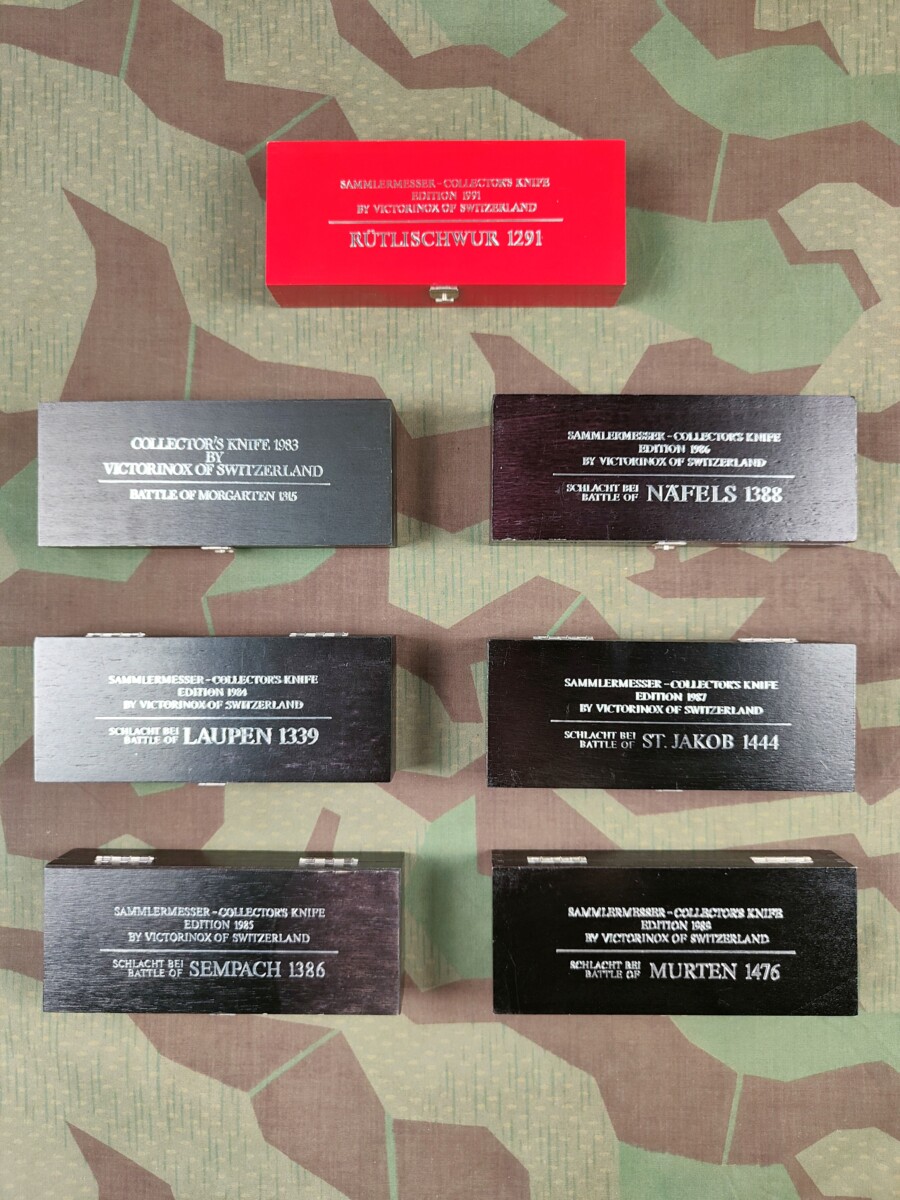 SAMMLERMESSER - COLLECTOR'S KNIFE
EDITION 1991
BY VICTORINOX OF SWITZERLAND
RÜTLISCHWUR 1291
COLLECTOR'S KNIFE 1983
BY
VICTORINOX OF SWITZERLAND
BATTLE OF MORGARTEN 1315
SAMMLERMESSER - COLLECTOR'S KNIFE
EDITION 1986
BY VICTORINOX OF SWITZERLAND
SCHLACHT BEI
BATTLE OF NÄFELS 1388
SAMMLERMESSER - COLLECTOR'S KNIFE
EDITION 1984
BY VICTORINOX OF SWITZERLAND
SCHLACHT BEI
BATTLE OF LAUPEN 1339
SAMMLERMESSER - COLLECTOR'S KNIFE
EDITION 1987
BY VICTORINOX OF SWITZERLAND
SCHLACHT BEI
BATTLE OF ST. JAKOB 1444
SAMMLERMESSER - COLLECTOR'S KNIFE
EDITION 1985
BY VICTORINOX OF SWITZERLAND
SCHLACHT BEI
BATTLE OF SEMPACH 1386
SAMMLERMESSER - COLLECTOR'S KNIFE
EDITION
BY VICTORINOX OF SWITZERLAND
SCHLACHT BEI
BATTLE OF MURTEN 1476